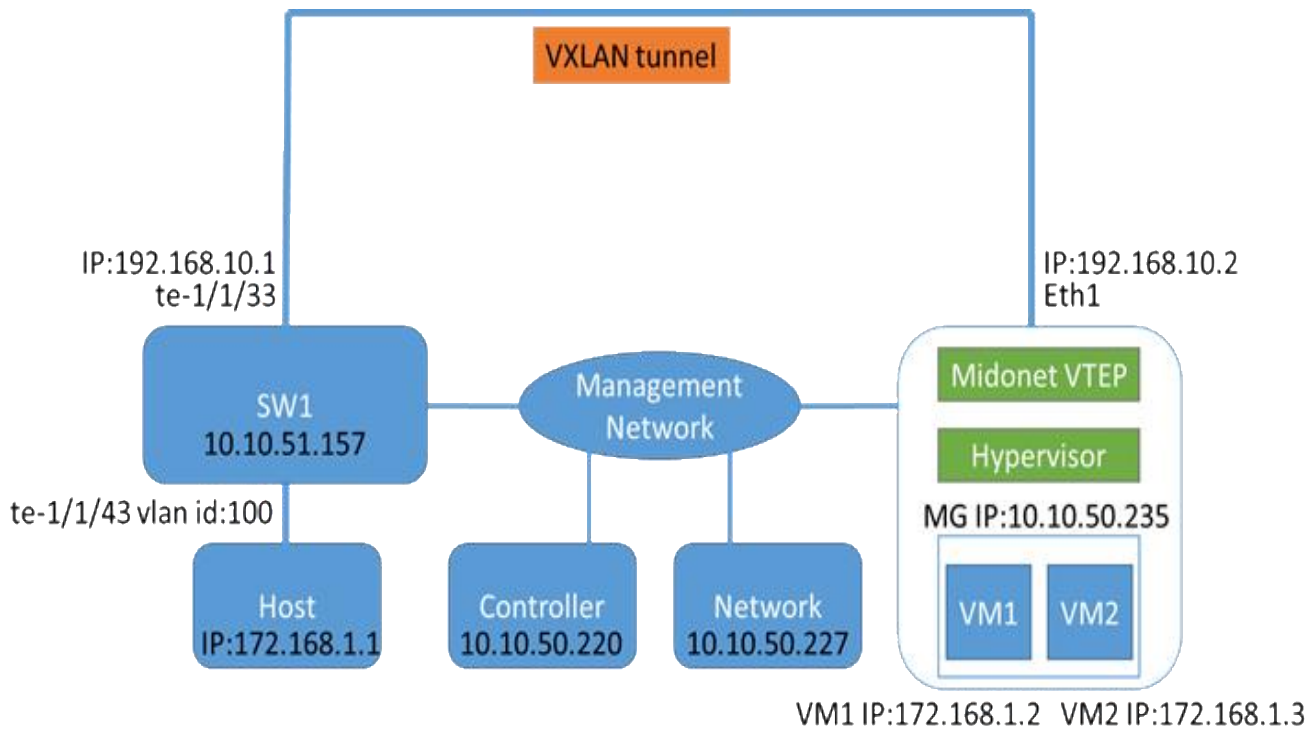 VXLAN tunnel
IP:192.168.10.1
te-1/1/33
IP:192.168.10.2
Eth1
SW1
10.10.51.157
Management
Network
Midonet VTEP
Hypervisor
MG IP:10.10.50.235
te-1/1/43 vlan id:100
Host
IP:172.168.1.1
Controller
10.10.50.220
Network
10.10.50.227
VM1
VM2
VM1 IP:172.168.1.2 VM2 IP:172.168.1.3